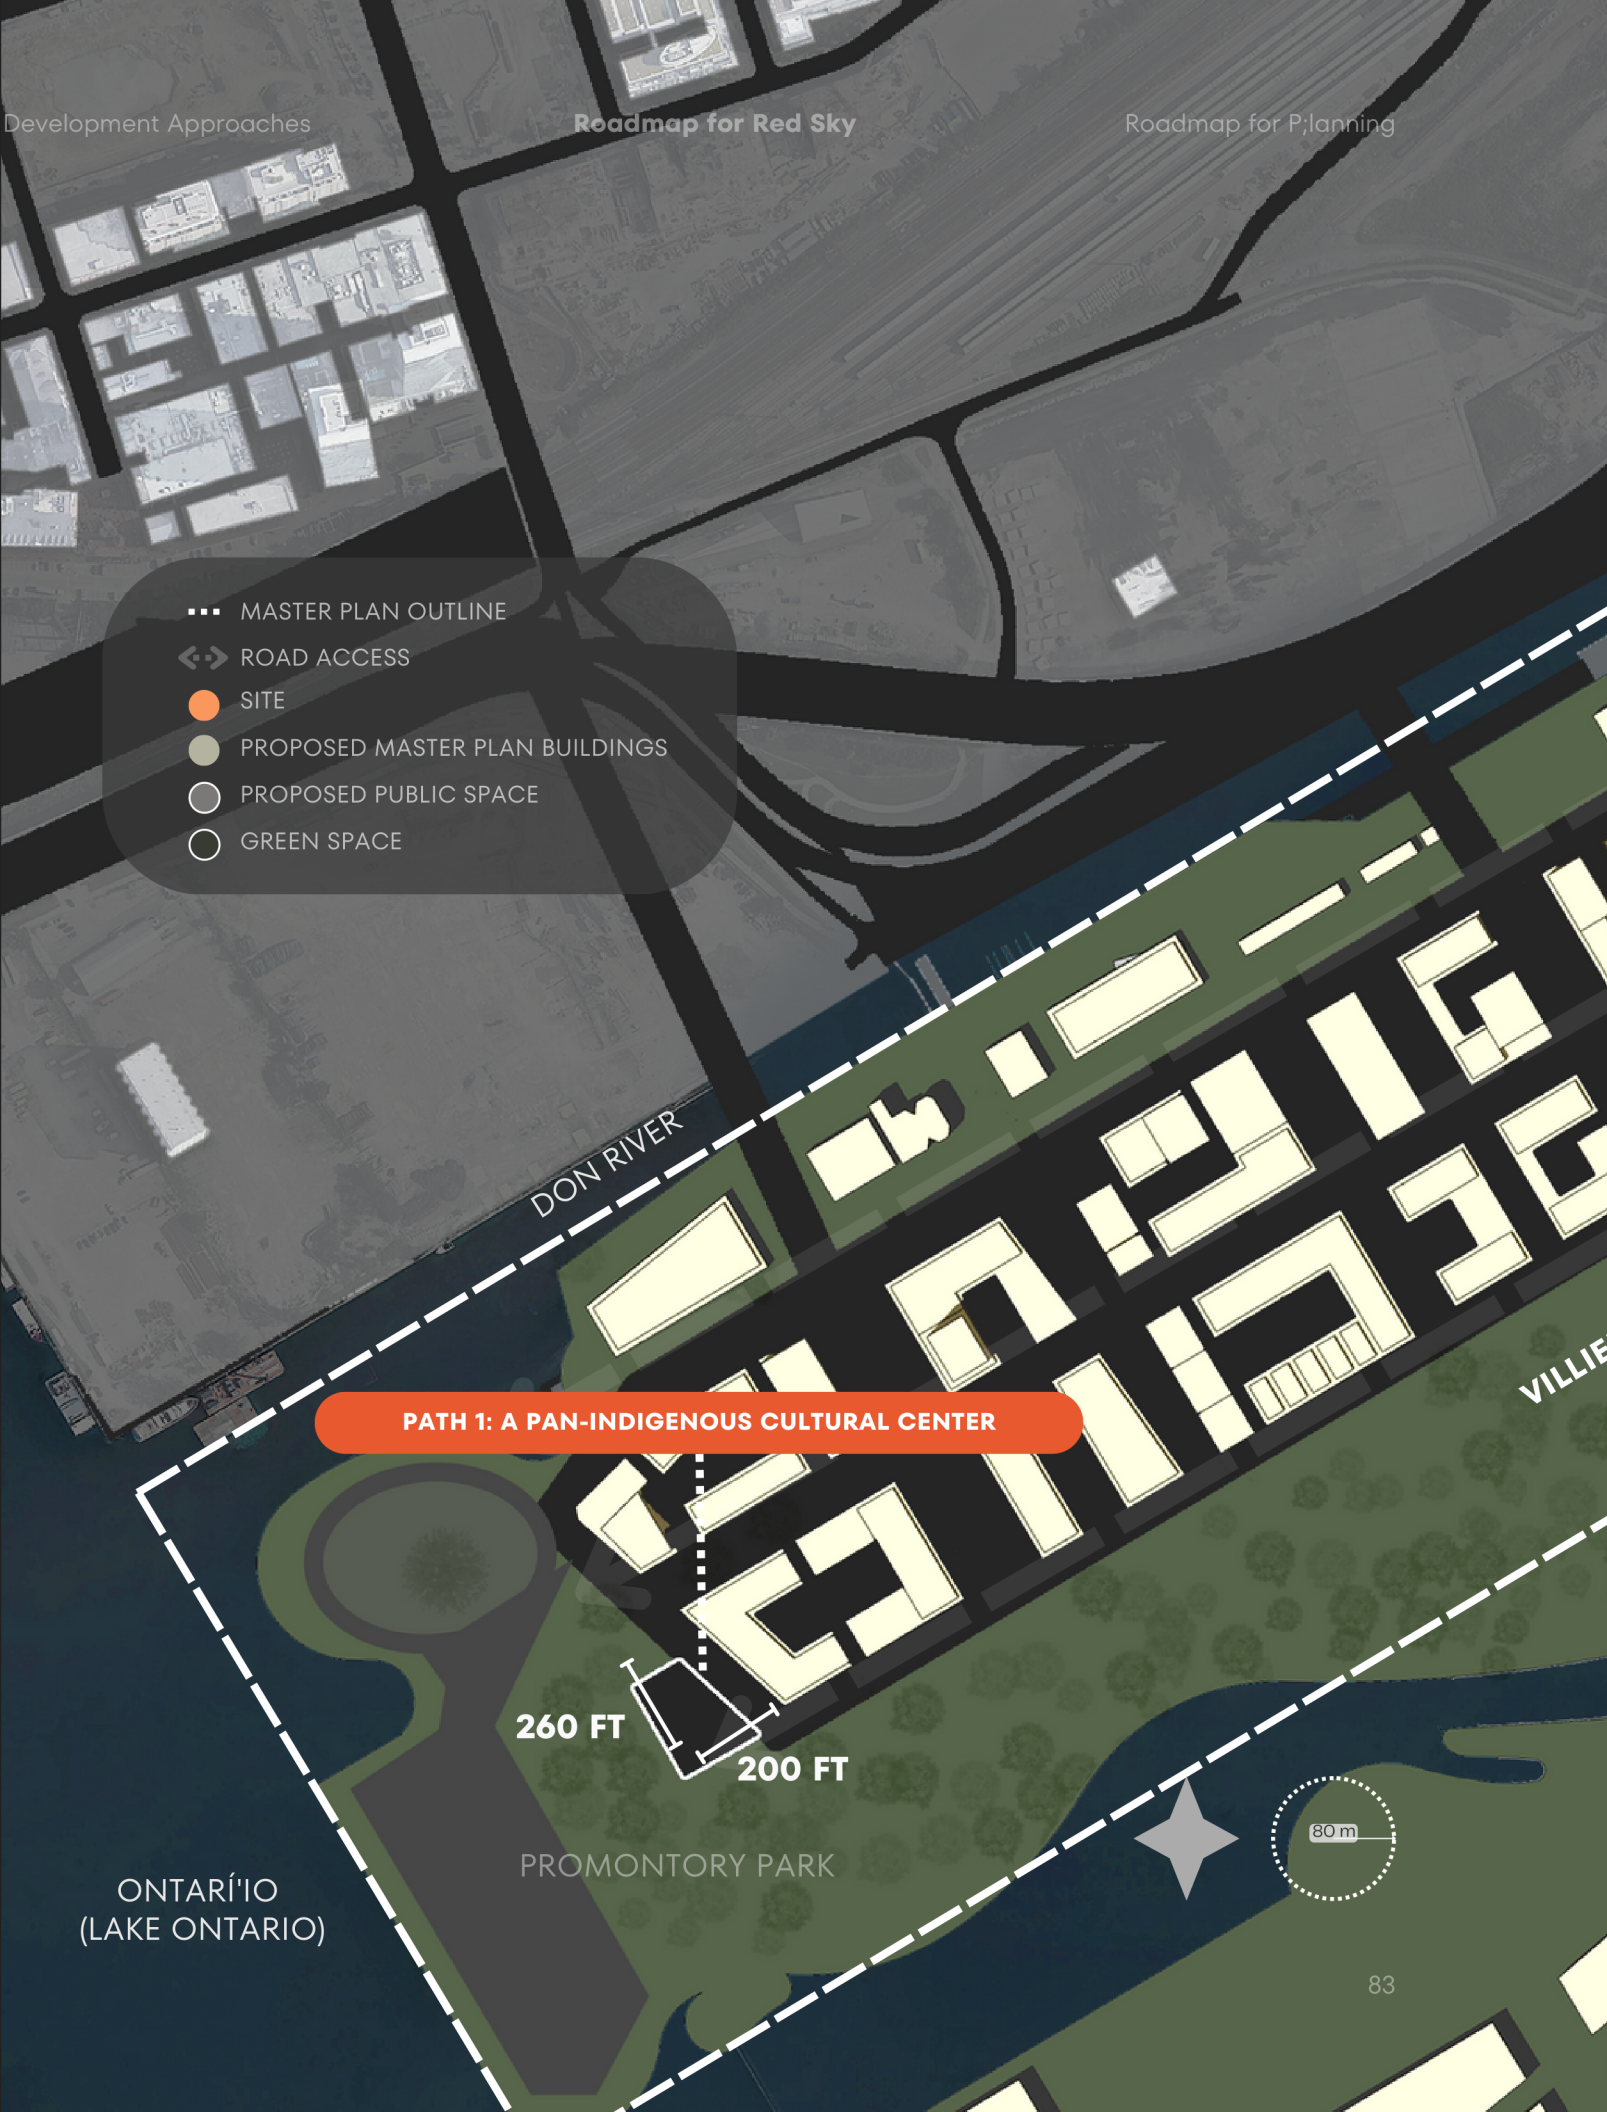 Development Approaches
Roadmap for Red Sky
Roadmap for P;lanning
MASTER PLAN OUTLINE
ROAD ACCESS
SITE
PROPOSED MASTER PLAN BUILDINGS
PROPOSED PUBLIC SPACE
GREEN SPACE
DON RIVER
VILLIE
PATH 1: A PAN-INDIGENOUS CULTURAL CENTER
260 FT
200 FT
80 m
PROMONTORY PARK
ONTARÍ'IO
(LAKE ONTARIO)
83